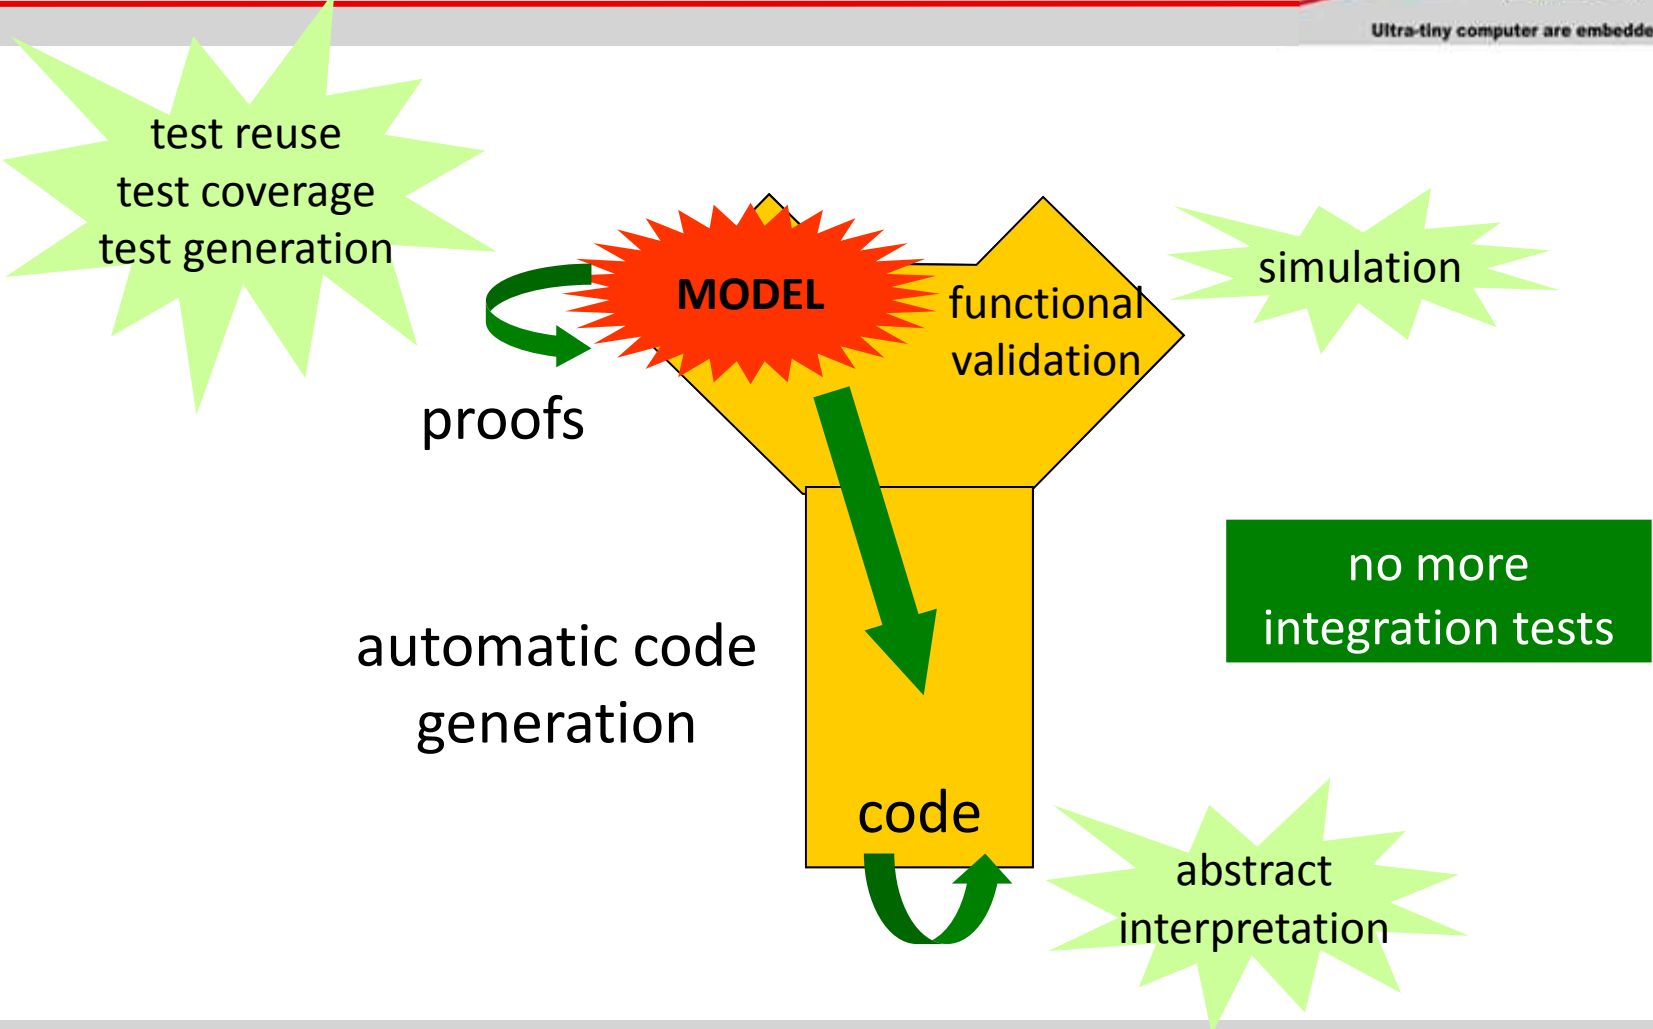 Ultra-tiny computer are embedde
test reuse
test coverage
test generation
MODEL
functional
validation
simulation
proofs
no more
integration tests
automatic code
generation
code
abstract
interpretation